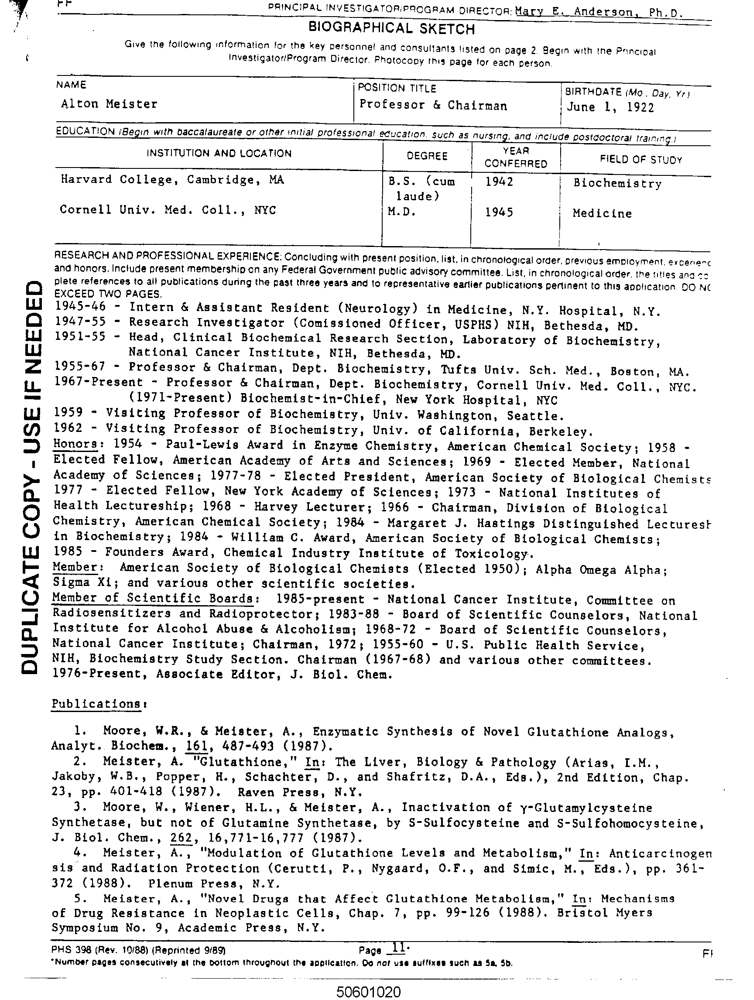 FF
PRINCIPAL INVESTIGATOR/PROGRAM DIRECTOR: Mary E. Anderson, Ph.D.
BIOGRAPHICAL SKETCH
Give the following information for the key personnel and consultants listed on page 2. Begin with the Principal
Investigator/Program Director. Photocopy this page for each person.
NAME
Alton Meister
POSITION TITLE
Professor & Chairman
BIRTHDATE (Mo., Day, Yr)
June 1, 1922
EDUCATION (Begin with baccalaureate or other initial professional education, such as nursing, and include postdoctoral training.)
INSTITUTION AND LOCATION
DEGREE
YEAR
CONFERRED
FIELD OF STUDY
Harvard College, Cambridge, MA B.S. (cum 1942 Biochemistry
laude)
Cornell Univ. Med. Coll., NYC M.D. 1945 Medicine
RESEARCH AND PROFESSIONAL EXPERIENCE: Concluding with present position, list, in chronological order, previous employment, experienc
and honors. Include present membership on any Federal Government public advisory committee. List, in chronological order, the titles and co
plete references to all publications during the past three years and to representative earlier publications pertinent to this application. DO NO
EXCEED TWO PAGES.
1945-46 - Intern & Assistant Resident (Neurology) in Medicine, N.Y. Hospital, N.Y.
1947-55 - Research Investigator (Comissioned Officer, USPHS) NIH, Bethesda, MD.
1951-55 - Head, Clinical Biochemical Research Section, Laboratory of Biochemistry,
National Cancer Institute, NIH, Bethesda, MD.
1955-67 - Professor & Chairman, Dept. Biochemistry, Tufts Univ. Sch. Med., Boston, MA.
1967-Present - Professor & Chairman, Dept. Biochemistry, Cornell Univ. Med. Coll., NYC.
(1971-Present) Biochemist-in-Chief, New York Hospital, NYC
1959 - Visiting Professor of Biochemistry, Univ. Washington, Seattle.
1962 - Visiting Professor of Biochemistry, Univ. of California, Berkeley.
Honors: 1954 - Paul-Lewis Award in Enzyme Chemistry, American Chemical Society; 1958 -
Elected Fellow, American Academy of Arts and Sciences; 1969 - Elected Member, National
Academy of Sciences; 1977-78 - Elected President, American Society of Biological Chemists
1977 - Elected Fellow, New York Academy of Sciences; 1973 - National Institutes of
Health Lectureship; 1968 - Harvey Lecturer; 1966 - Chairman, Division of Biological
Chemistry, American Chemical Society; 1984 - Margaret J. Hastings Distinguished Lecturesh
in Biochemistry; 1984 - William C. Award, American Society of Biological Chemists;
1985 - Founders Award, Chemical Industry Institute of Toxicology.
Member: American Society of Biological Chemists (Elected 1950); Alpha Omega Alpha;
Sigma Xi; and various other scientific societies.
Member of Scientific Boards: 1985-present - National Cancer Institute, Committee on
Radiosensitizers and Radioprotector; 1983-88 - Board of Scientific Counselors, National
Institute for Alcohol Abuse & Alcoholism; 1968-72 - Board of Scientific Counselors,
National Cancer Institute; Chairman, 1972; 1955-60 - U.S. Public Health Service,
NIH, Biochemistry Study Section. Chairman (1967-68) and various other committees.
1976-Present, Associate Editor, J. Biol. Chem.
Publications:
1. Moore, W.R., & Meister, A., Enzymatic Synthesis of Novel Glutathione Analogs,
Analyt. Biochem., 161, 487-493 (1987).
2. Meister, A. "Glutathione," In: The Liver, Biology & Pathology (Arias, I.M.,
Jakoby, W.B., Popper, H., Schachter, D., and Shafritz, D.A., Eds.), 2nd Edition, Chap.
23, pp. 401-418 (1987). Raven Press, N.Y.
3. Moore, W., Wiener, H.L., & Meister, A., Inactivation of γ-Glutamylcysteine
Synthetase, but not of Glutamine Synthetase, by S-Sulfocysteine and S-Sulfohomocysteine,
J. Biol. Chem., 262, 16,771-16,777 (1987).
4. Meister, A., "Modulation of Glutathione Levels and Metabolism," In: Anticarcinogen
sis and Radiation Protection (Cerutti, P., Nygaard, O.F., and Simic, M., Eds.), pp. 361-
372 (1988). Plenum Press, N.Y.
5. Meister, A., "Novel Drugs that Affect Glutathione Metabolism," In: Mechanisms
of Drug Resistance in Neoplastic Cells, Chap. 7, pp. 99-126 (1988). Bristol Myers
Symposium No. 9, Academic Press, N.Y.
PHS 398 (Rev. 10/88) (Reprinted 9/89) Page 11* FF
*Number pages consecutively at the bottom throughout the application. Do not use suffixes such as 5a, 5b.
50601020
DUPLICATE COPY - USE IF NEEDED